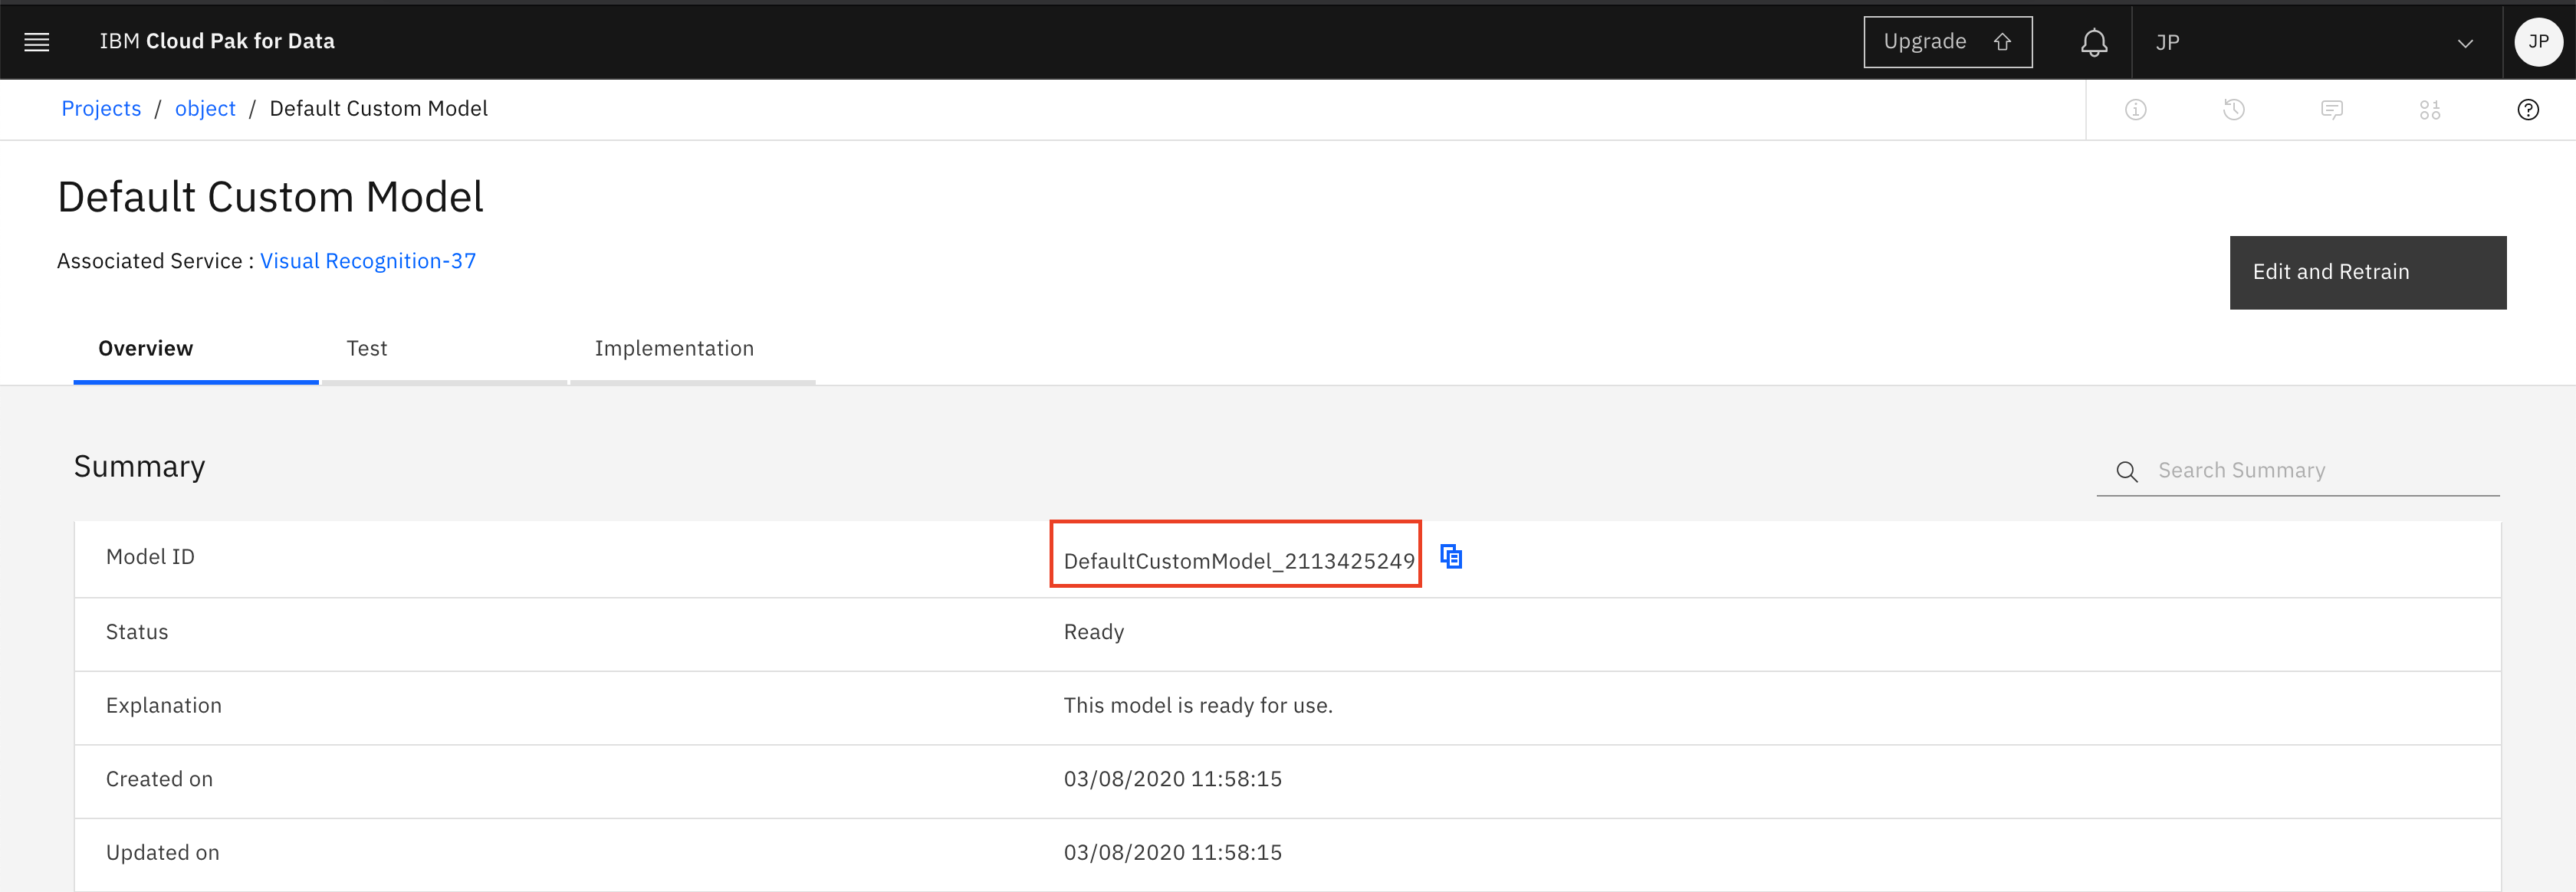 IBM Cloud Pak for Data
Upgrade
JP
JP
Projects / object / Default Custom Model
Default Custom Model
Associated Service : Visual Recognition-37
Edit and Retrain
Overview
Test
Implementation
Summary
Search Summary
Model ID
DefaultCustomModel_2113425249
Status
Ready
Explanation
This model is ready for use.
Created on
03/08/2020 11:58:15
Updated on
03/08/2020 11:58:15